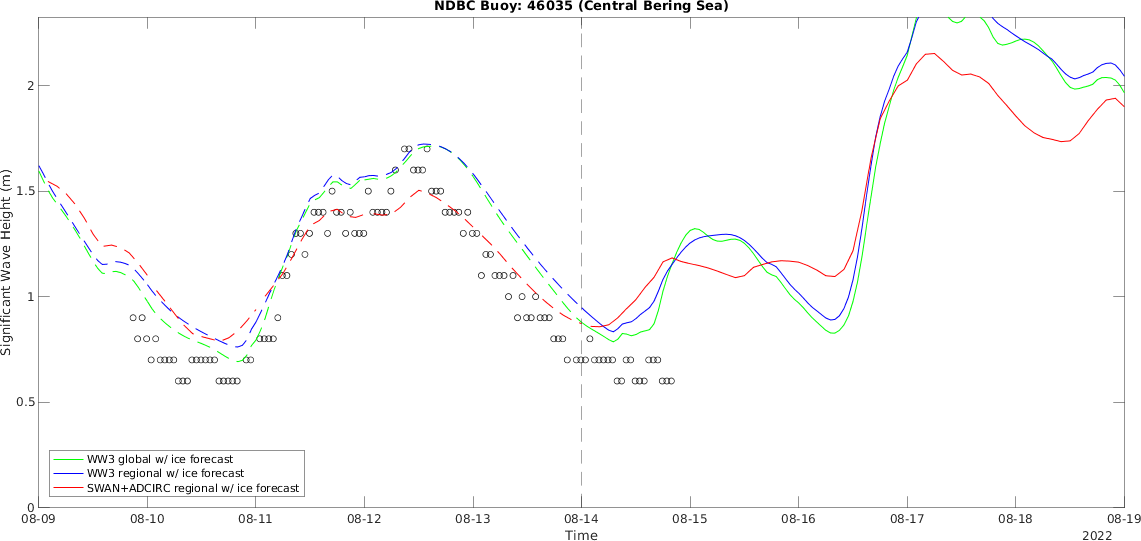 NDBC Buoy: 46035 (Central Bering Sea)
Significant Wave Height (m)
2
1.5
1
0.5
0
WW3 global w/ ice forecast
WW3 regional w/ ice forecast
SWAN+ADCIRC regional w/ ice forecast
08-09 08-10 08-11 08-12 08-13 08-14 08-15 08-16 08-17 08-18 08-19
Time
2022